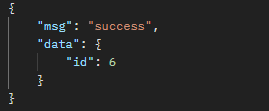 {
"msg": "success",
"data": {
"id": 6
}
}